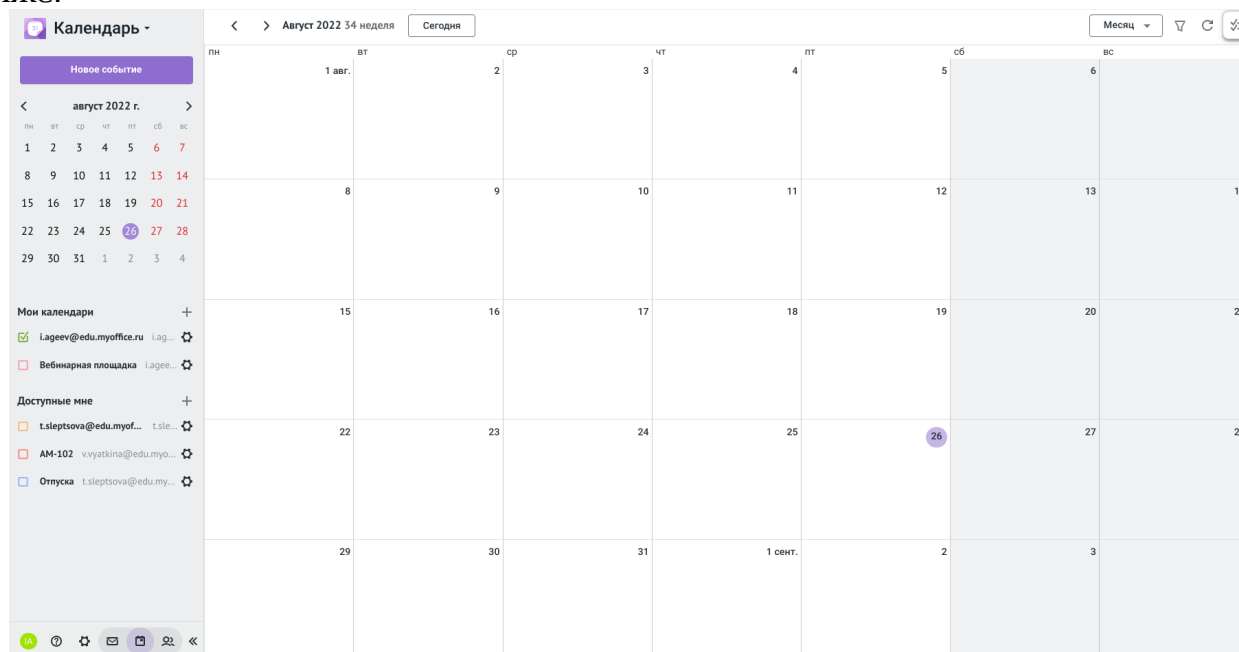 Календарь
Август 2022 34 неделя
Сегодня
Месяц
Новое событие
август 2022 г.
пн вт ср чт пт сб вс
1 2 3 4 5 6 7
8 9 10 11 12 13 14
15 16 17 18 19 20 21
22 23 24 25 26 27 28
29 30 31 1 2 3 4
Мои календари
i.ageev@edu.myoffice.ru i.ag...
Вебинарная площадка i.agee...
Доступные мне
t.sleptsova@edu.myof... t.sle...
АМ-102 v.vyatkina@edu.myo...
Отпуска t.sleptsova@edu.my...
IA
пн вт ср чт пт сб вс
1 авг. 2 3 4 5 6
8 9 10 11 12 13
15 16 17 18 19 20
22 23 24 25 26 27
29 30 31 1 сент. 2 3